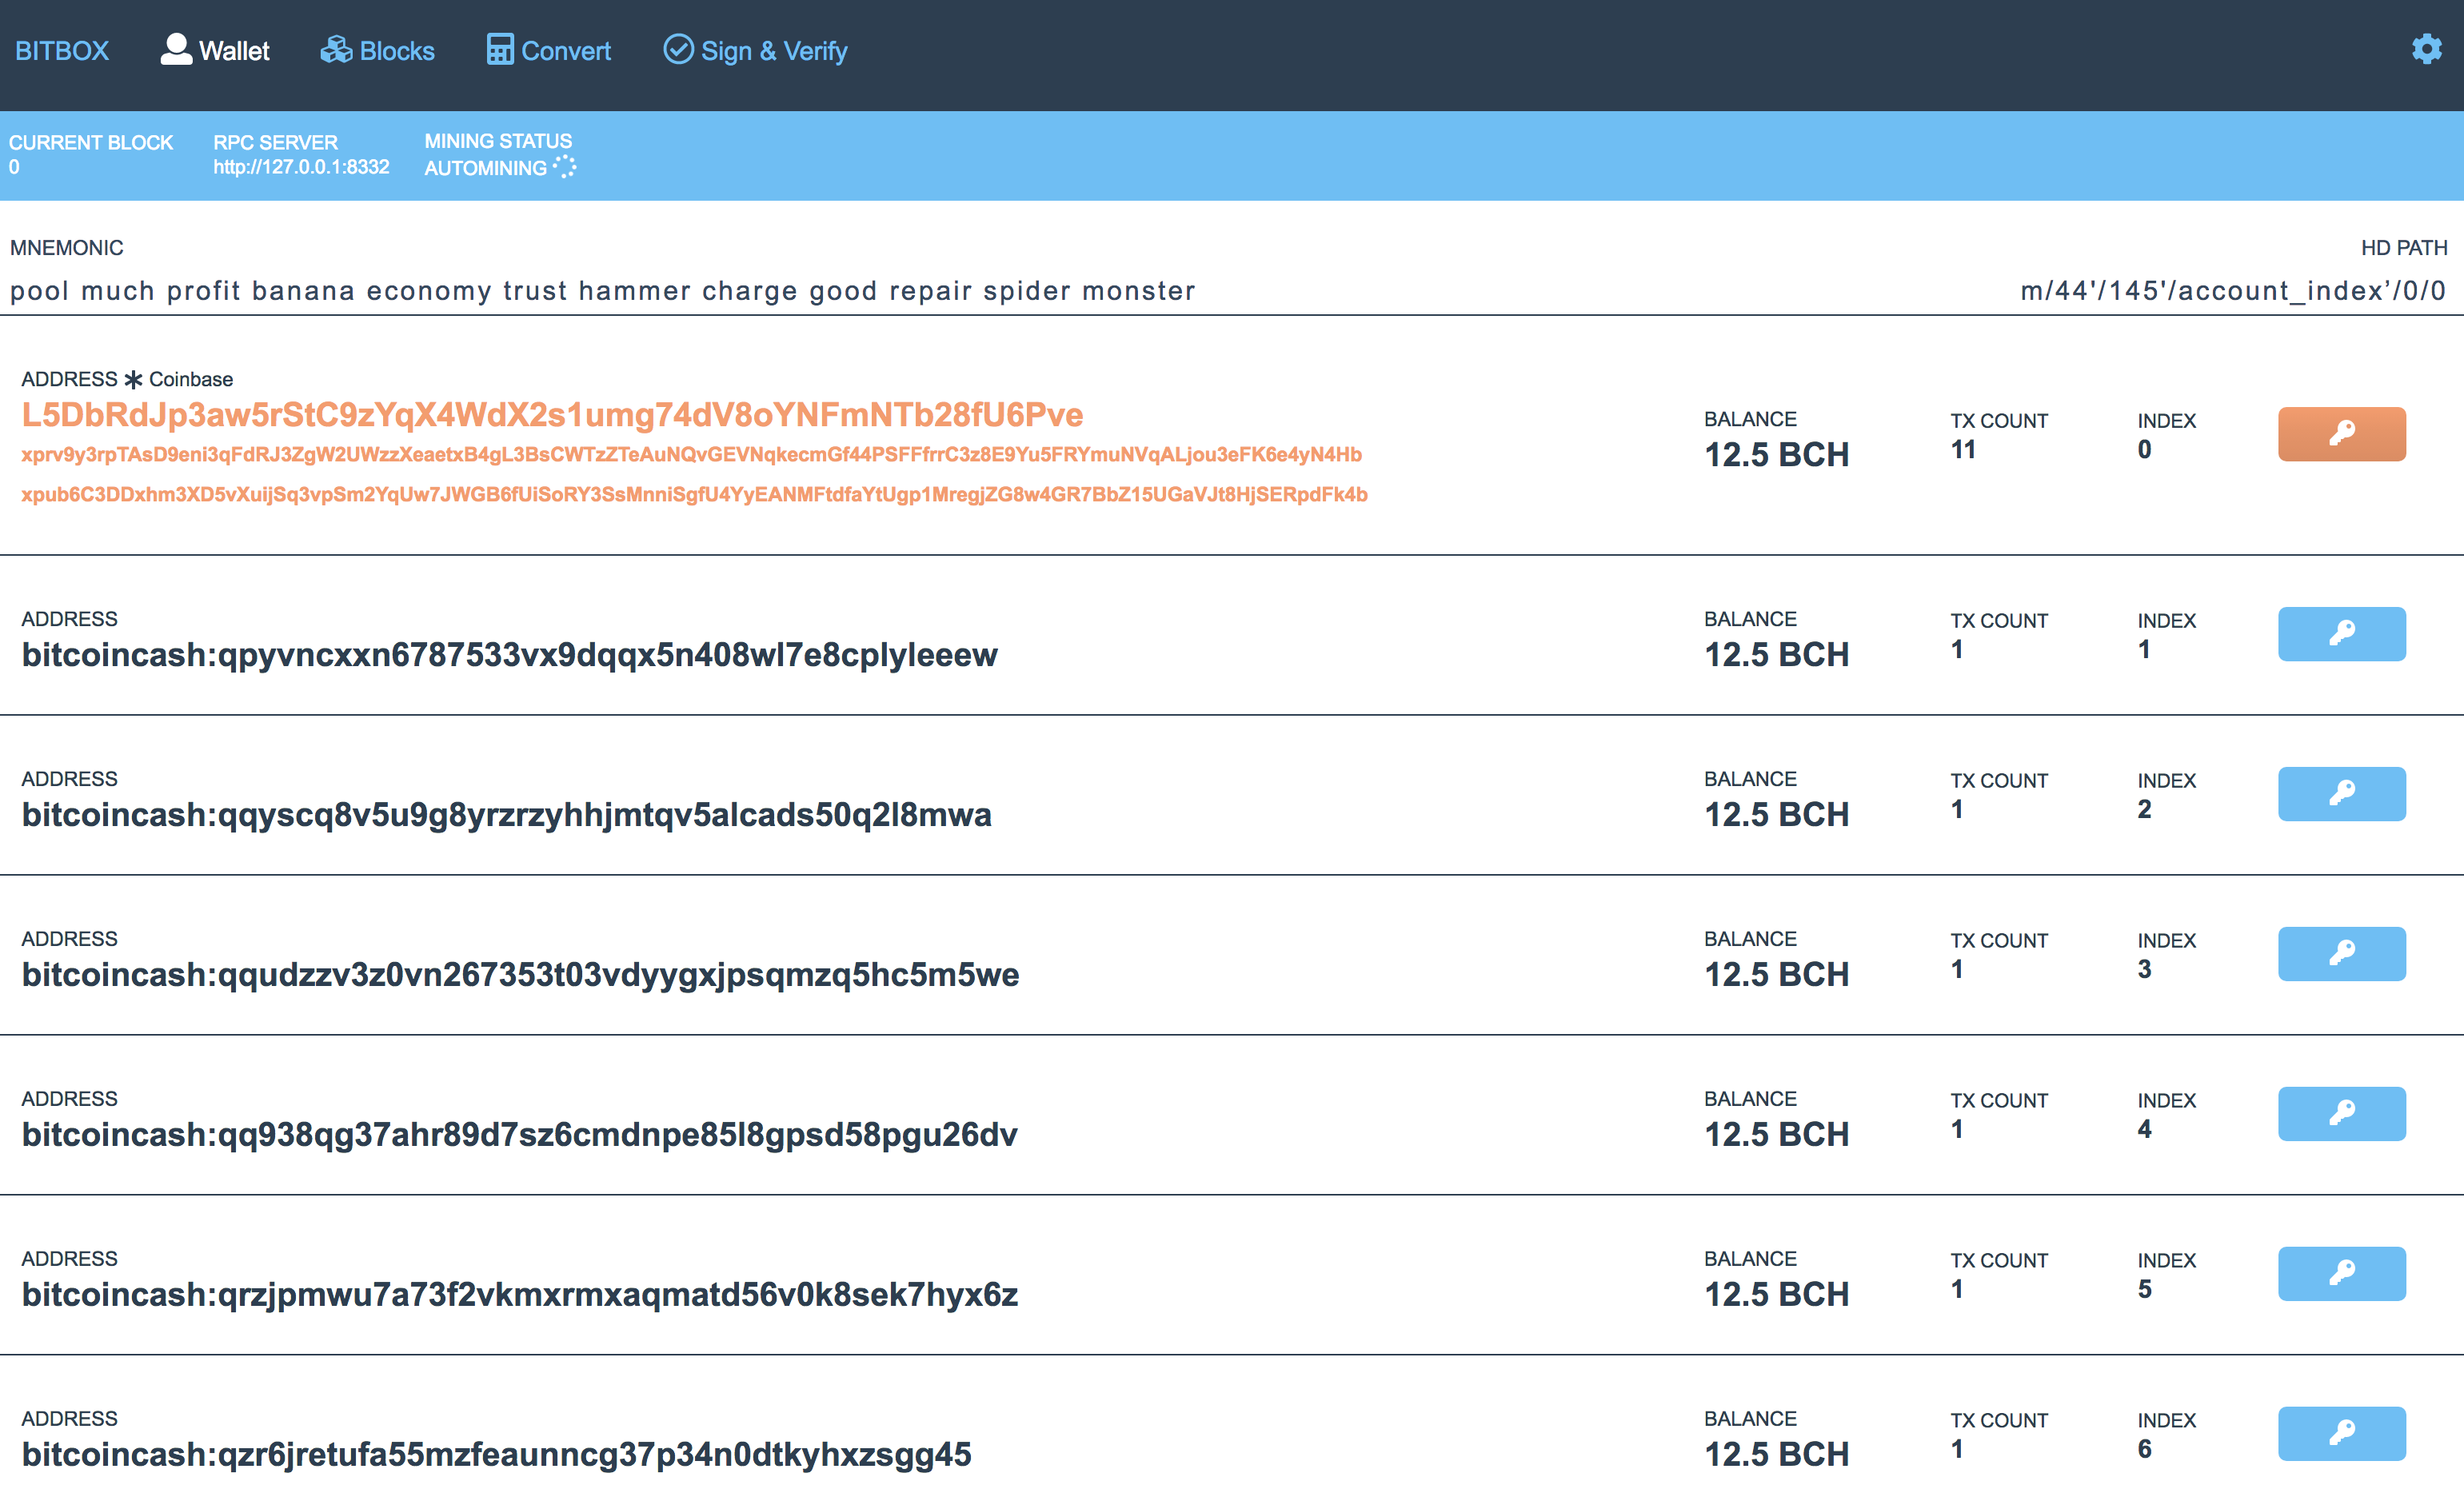 BITBOX Wallet Blocks Convert Sign & Verify
CURRENT BLOCK RPC SERVER MINING STATUS
0 http://127.0.0.1:8332 AUTOMINING
MNEMONIC HD PATH
pool much profit banana economy trust hammer charge good repair spider monster m/44'/145'/account_index’/0/0
ADDRESS * Coinbase
L5DbRdJp3aw5rStC9zYqX4WdX2s1umg74dV8oYNFmNTb28fU6Pve
xprv9y3rpTAsD9eni3qFdRJ3ZgW2UWzzXeaetxB4gL3BsCWTzZTeAuNQvGEVNqkecmGf44PSFFfrrC3z8E9Yu5FRYmuNVqALjou3eFK6e4yN4Hb
xpub6C3DDxhm3XD5vXuijSq3vpSm2YqUw7JWGB6fUiSoRY3SsMnniSgfU4YyEANMFtdfaYtUgp1MregjZG8w4GR7BbZ15UGaVJt8HjSERpdFk4b
BALANCE TX COUNT INDEX
12.5 BCH 11 0
ADDRESS BALANCE TX COUNT INDEX
bitcoincash:qpyvncxxn6787533vx9dqqx5n408wl7e8cplyleeew 12.5 BCH 1 1
ADDRESS BALANCE TX COUNT INDEX
bitcoincash:qqyscq8v5u9g8yrzrzyhhjmtqv5alcads50q2l8mwa 12.5 BCH 1 2
ADDRESS BALANCE TX COUNT INDEX
bitcoincash:qqudzzv3z0vn267353t03vdyygxjpsqmzq5hc5m5we 12.5 BCH 1 3
ADDRESS BALANCE TX COUNT INDEX
bitcoincash:qq938qg37ahr89d7sz6cmdnpe85l8gpsd58pgu26dv 12.5 BCH 1 4
ADDRESS BALANCE TX COUNT INDEX
bitcoincash:qrzjpmwu7a73f2vkmxrmxaqmatd56v0k8sek7hyx6z 12.5 BCH 1 5
ADDRESS BALANCE TX COUNT INDEX
bitcoincash:qzr6jretufa55mzfeaunncg37p34n0dtkyhxzsgg45 12.5 BCH 1 6